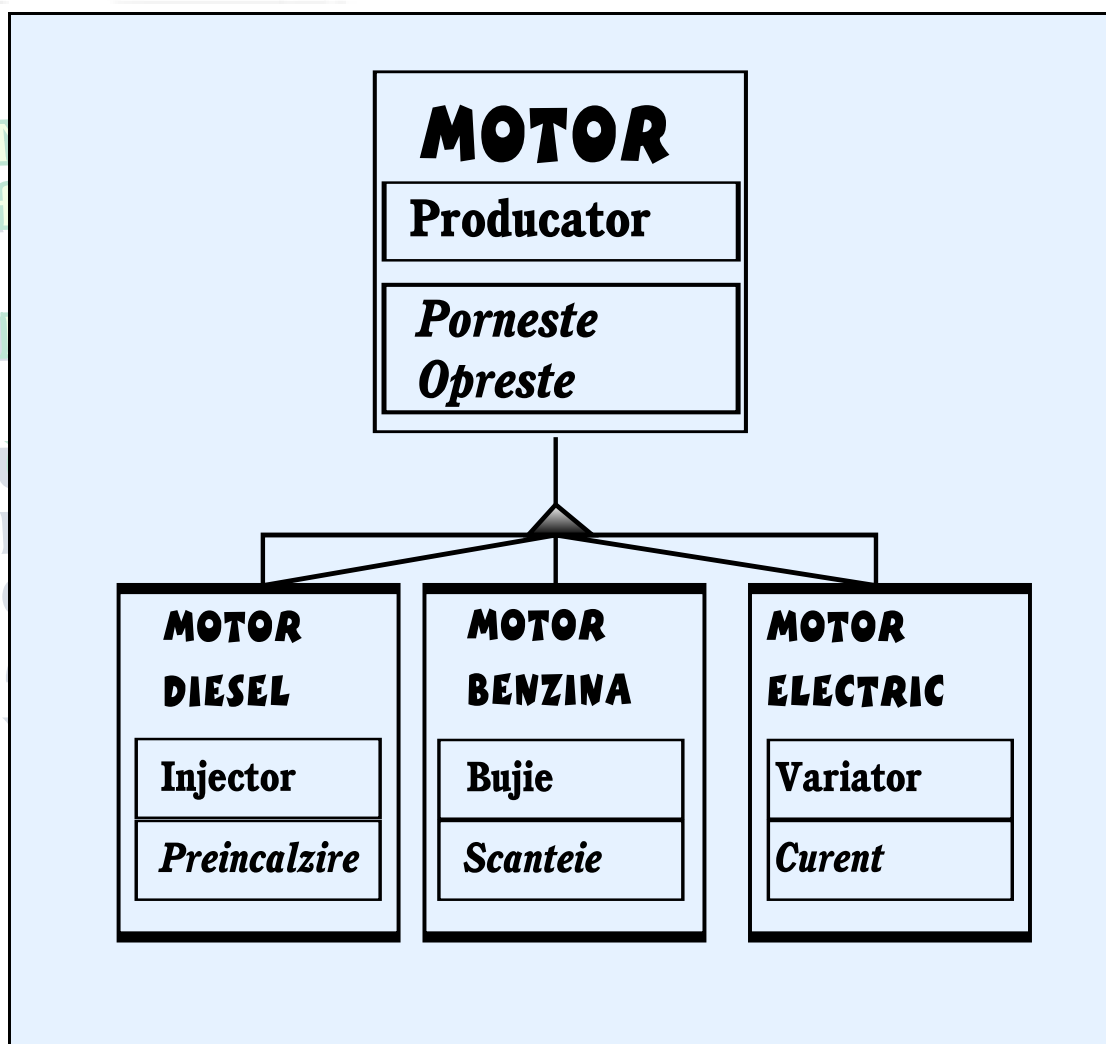 MOTOR
Producator
Porneste
Opreste
MOTOR
DIESEL
Injector
Preincalzire
MOTOR
BENZINA
Bujie
Scanteie
MOTOR
ELECTRIC
Variator
Curent